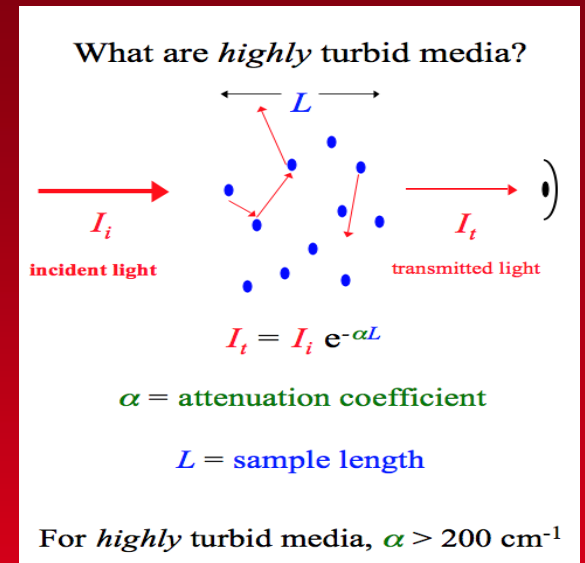 What are highly turbid media?
L
Iᵢ
Iₜ
incident light
transmitted light
Iₜ = Iᵢ e⁻ᵅᴸ
α = attenuation coefficient
L = sample length
For highly turbid media, α > 200 cm⁻¹